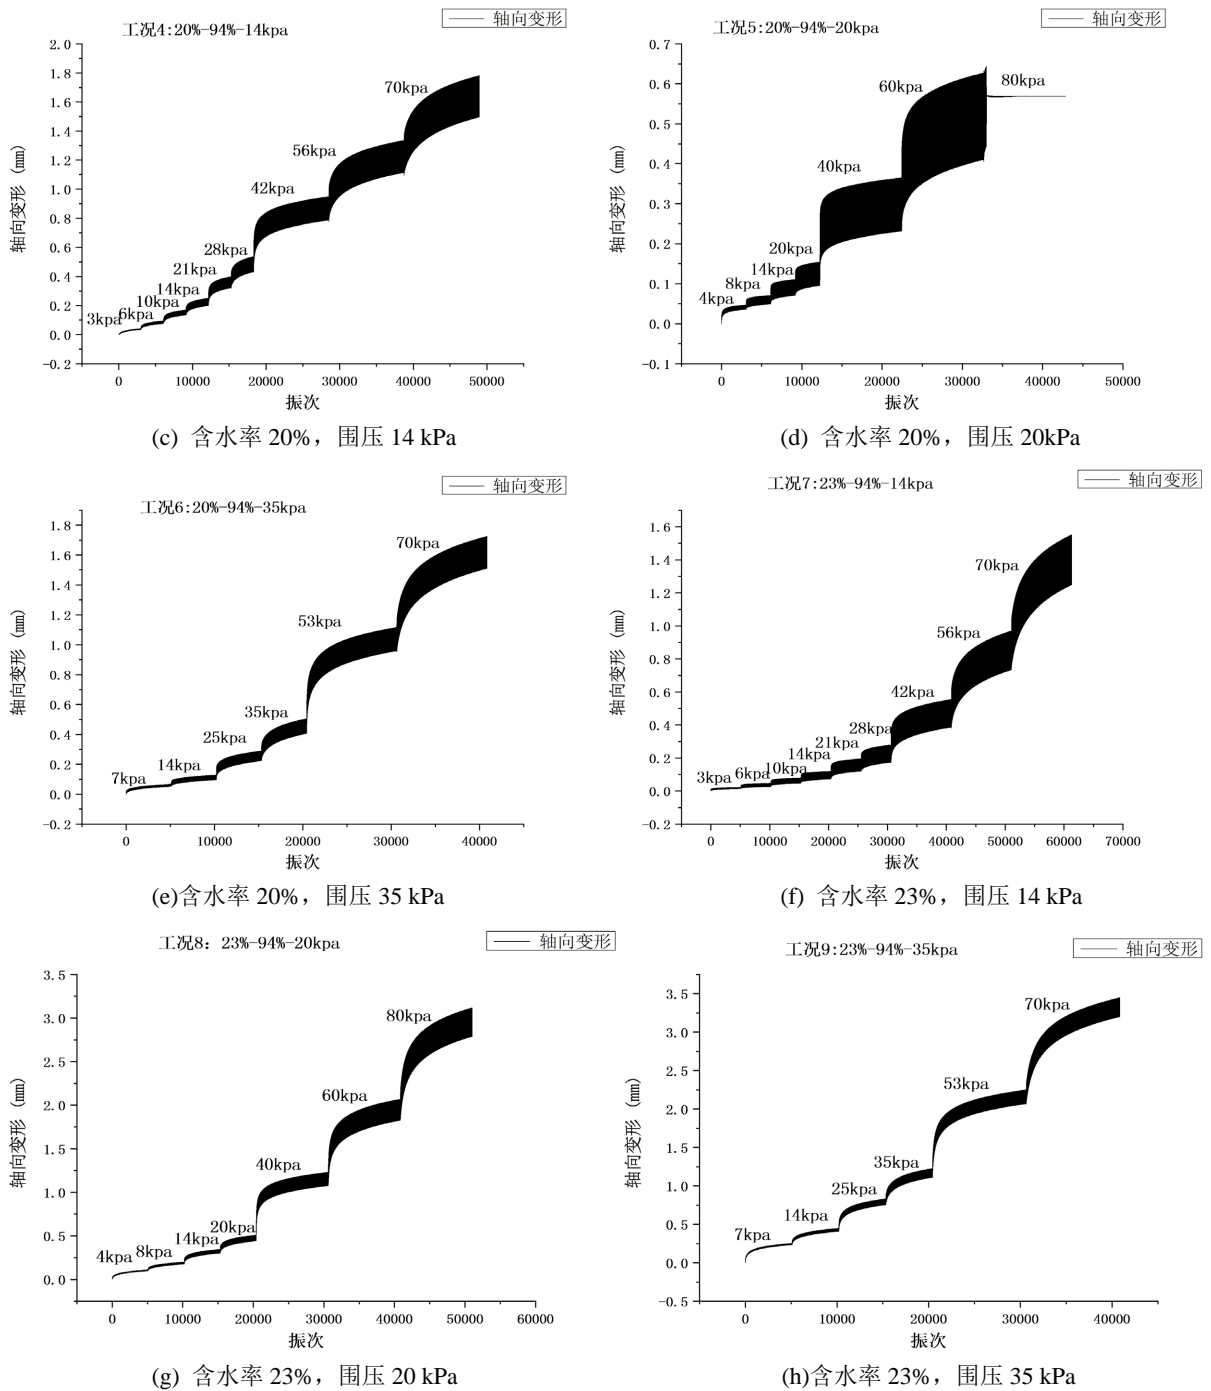 工况4:20%-94%-14kpa
轴向变形
2.0
1.8
1.6
1.4
1.2
1.0
0.8
0.6
0.4
0.2
0.0
-0.2
轴向变形 (mm)
3kpa
6kpa
10kpa
14kpa
21kpa
28kpa
42kpa
56kpa
70kpa
0 10000 20000 30000 40000 50000
振次
(c) 含水率 20%，围压 14 kPa
工况5:20%-94%-20kpa
轴向变形
0.7
0.6
0.5
0.4
0.3
0.2
0.1
0.0
-0.1
轴向变形 (mm)
4kpa
8kpa
14kpa
20kpa
40kpa
60kpa
80kpa
0 10000 20000 30000 40000 50000
振次
(d) 含水率 20%，围压 20kPa
工况6:20%-94%-35kpa
轴向变形
1.8
1.6
1.4
1.2
1.0
0.8
0.6
0.4
0.2
0.0
-0.2
轴向变形 (mm)
7kpa
14kpa
25kpa
35kpa
53kpa
70kpa
0 10000 20000 30000 40000
振次
(e)含水率 20%，围压 35 kPa
工况7:23%-94%-14kpa
轴向变形
1.6
1.4
1.2
1.0
0.8
0.6
0.4
0.2
0.0
-0.2
轴向变形 (mm)
3kpa
6kpa
10kpa
14kpa
21kpa
28kpa
42kpa
56kpa
70kpa
0 10000 20000 30000 40000 50000 60000 70000
振次
(f) 含水率 23%，围压 14 kPa
工况8: 23%-94%-20kpa
轴向变形
3.5
3.0
2.5
2.0
1.5
1.0
0.5
0.0
轴向变形 (mm)
4kpa
8kpa
14kpa
20kpa
40kpa
60kpa
80kpa
0 10000 20000 30000 40000 50000 60000
振次
(g) 含水率 23%，围压 20 kPa
工况9:23%-94%-35kpa
轴向变形
3.5
3.0
2.5
2.0
1.5
1.0
0.5
0.0
-0.5
轴向变形 (mm)
7kpa
14kpa
25kpa
35kpa
53kpa
70kpa
0 10000 20000 30000 40000
振次
(h)含水率 23%，围压 35 kPa